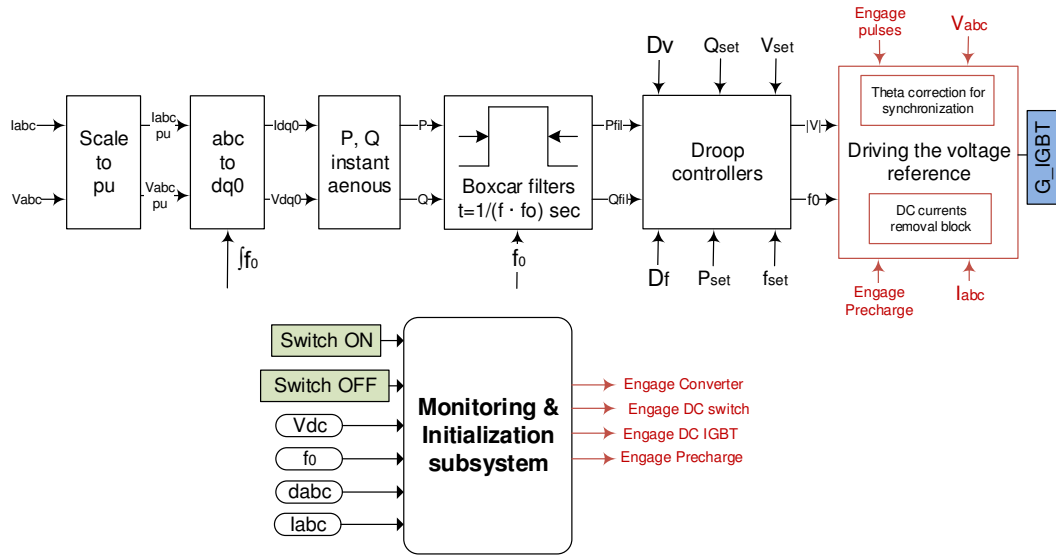 Iabc
Vabc
Scale
to
pu
Iabc
pu
Vabc
pu
abc
to
dq0
∫f0
Idq0
Vdq0
P, Q
instant
aenous
P
Q
Boxcar filters
t=1/(f · fo) sec
f0
Pfil
Qfil
Dv
Qset
Vset
Droop
controllers
Df
Pset
fset
|V|
f0
Engage
pulses
Vabc
Theta correction for
synchronization
Driving the voltage
reference
DC currents
removal block
Engage
Precharge
Iabc
G_IGBT
Switch ON
Switch OFF
Vdc
f0
dabc
Iabc
Monitoring &
Initialization
subsystem
Engage Converter
Engage DC switch
Engage DC IGBT
Engage Precharge